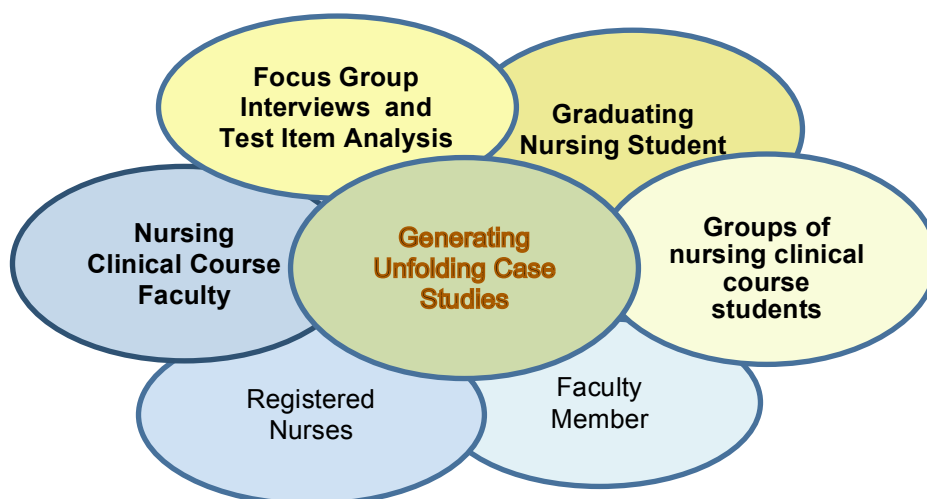 Focus Group
Interviews and
Test Item Analysis
Graduating
Nursing Student
Nursing
Clinical Course
Faculty
Generating
Unfolding Case
Studies
Groups of
nursing clinical
course
students
Registered
Nurses
Faculty
Member